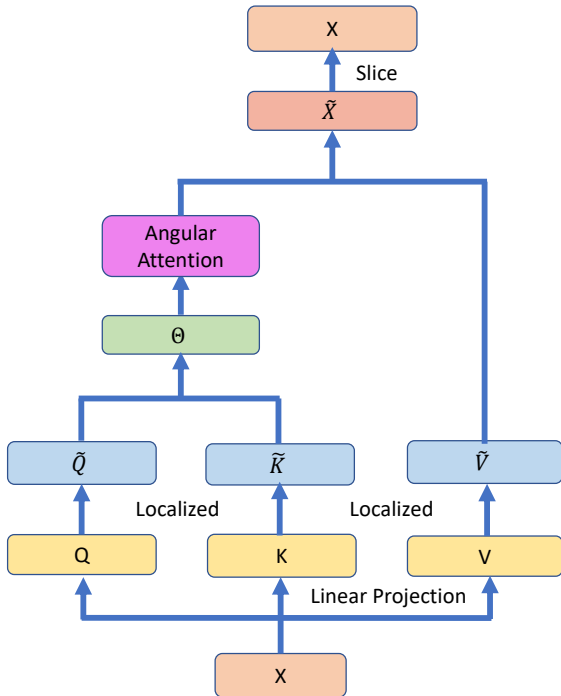 X
Slice
X̃
Angular
Attention
Θ
Q̃
K̃
Ṽ
Localized
Localized
Q
K
V
Linear Projection
X